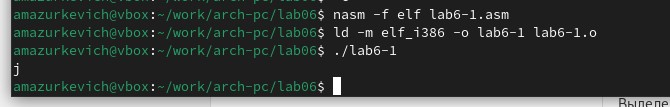 amazurkevich@vbox:~/work/arch-pc/lab06$ nasm -f elf lab6-1.asm
amazurkevich@vbox:~/work/arch-pc/lab06$ ld -m elf_i386 -o lab6-1 lab6-1.o
amazurkevich@vbox:~/work/arch-pc/lab06$ ./lab6-1
j
amazurkevich@vbox:~/work/arch-pc/lab06$
Выделе